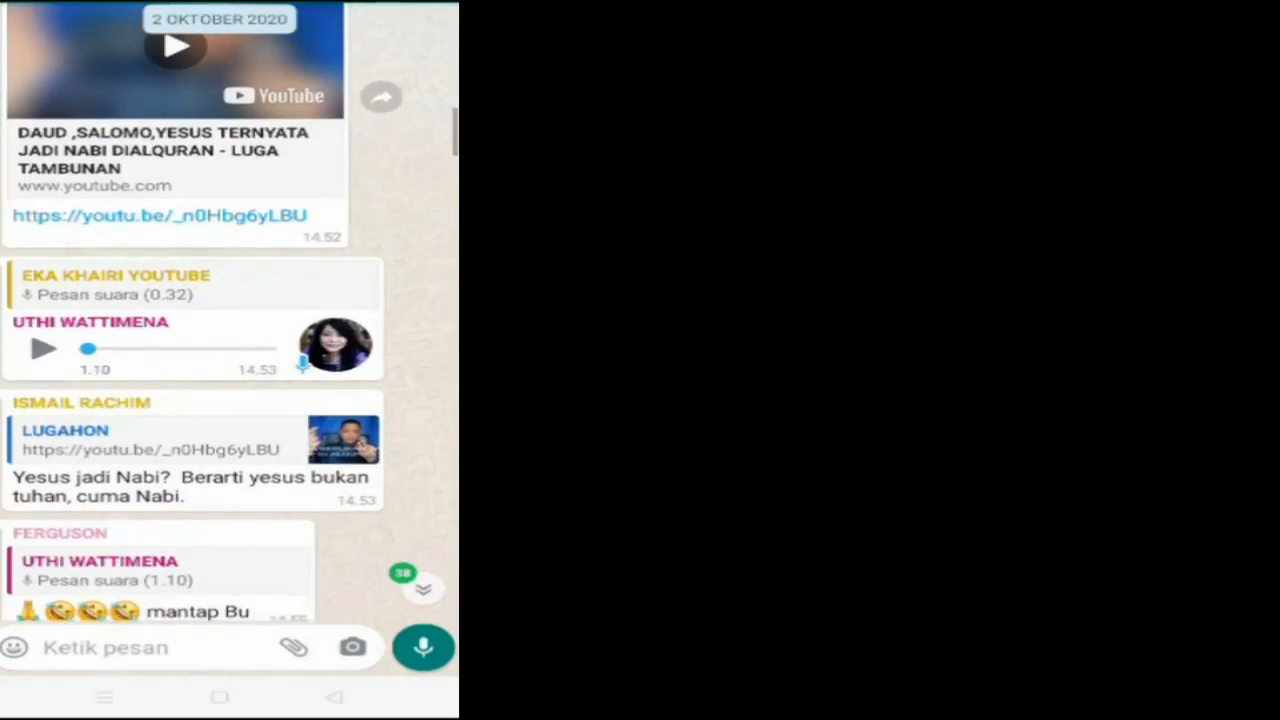 2 OKTOBER 2020
YouTube
DAUD ,SALOMO,YESUS TERNYATA
JADI NABI DIALQURAN - LUGA
TAMBUNAN
www.youtube.com
https://youtu.be/_n0Hbg6yLBU
14.52
EKA KHAIRI YOUTUBE
Pesan suara (0.32)
UTHI WATTIMENA
1.10
14.53
ISMAIL RACHIM
LUGAHON
https://youtu.be/_n0Hbg6yLBU
Yesus jadi Nabi? Berarti yesus bukan
tuhan, cuma Nabi.
14.53
FERGUSON
UTHI WATTIMENA
Pesan suara (1.10)
38
🙏🤣🤣🤣 mantap Bu
Ketik pesan